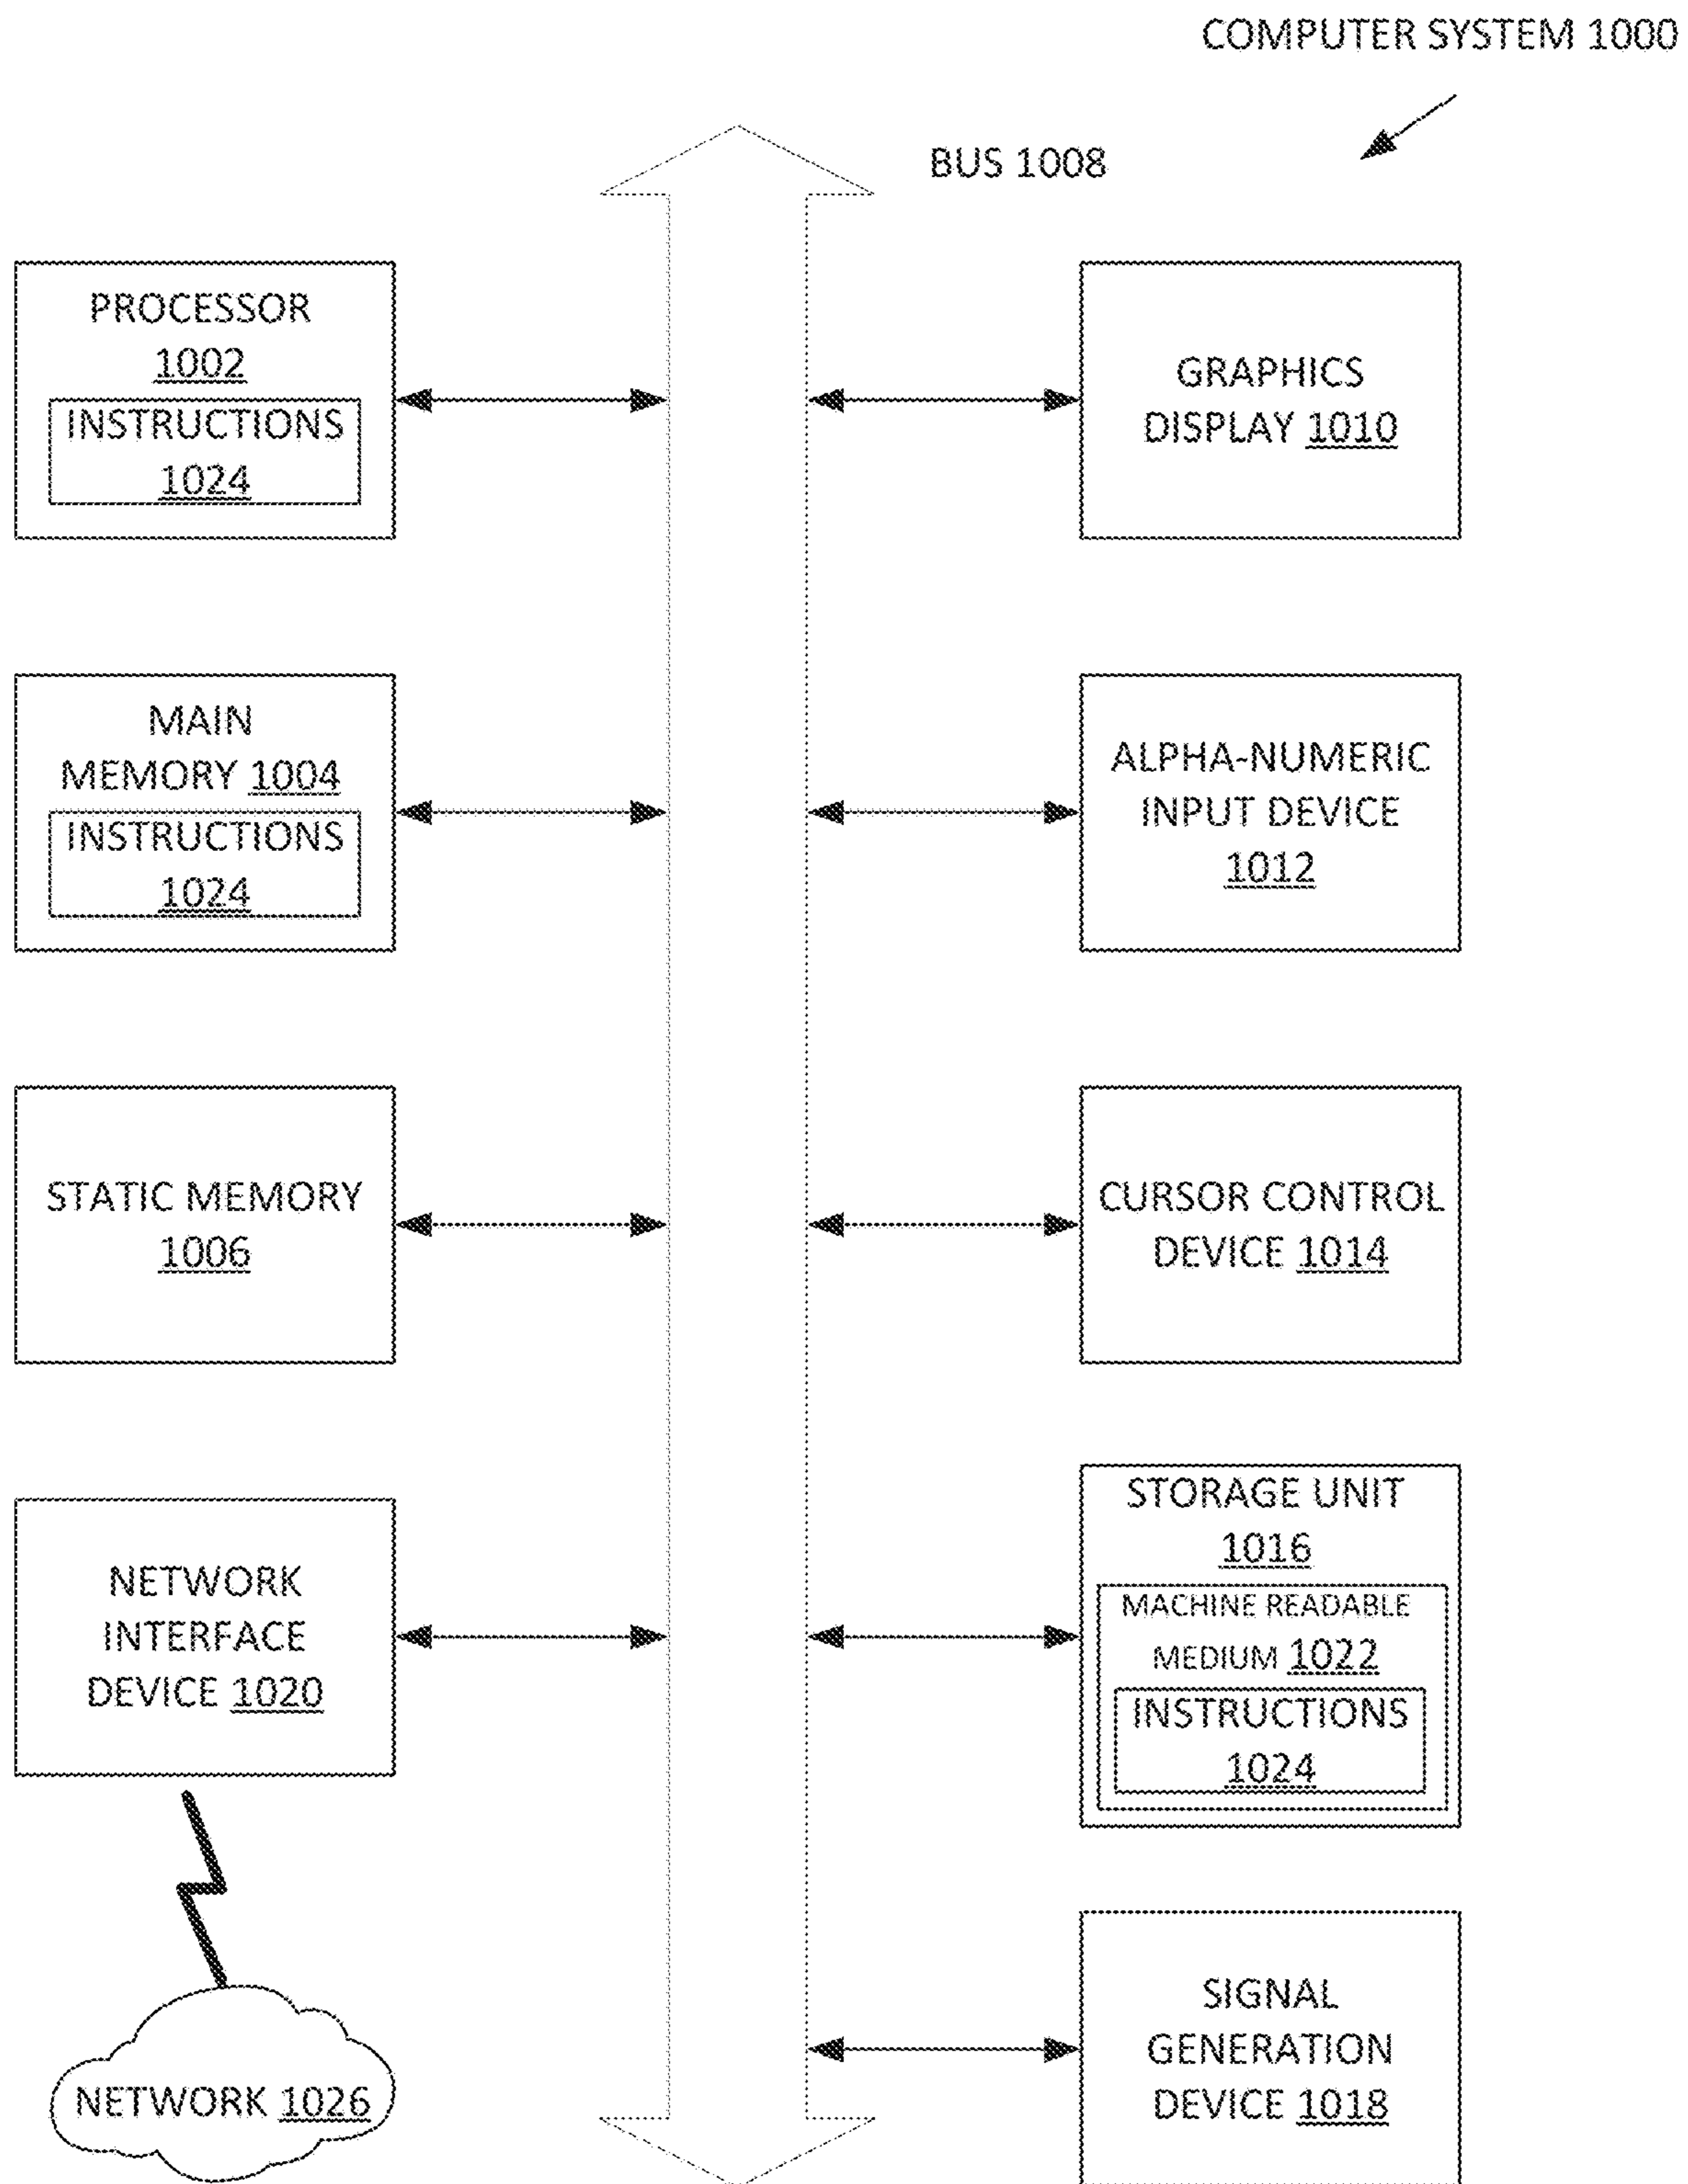 COMPUTER SYSTEM 1000
BUS 1008
PROCESSOR
1002
INSTRUCTIONS
1024
GRAPHICS
DISPLAY 1010
MAIN
MEMORY 1004
INSTRUCTIONS
1024
ALPHA-NUMERIC
INPUT DEVICE
1012
STATIC MEMORY
1006
CURSOR CONTROL
DEVICE 1014
NETWORK
INTERFACE
DEVICE 1020
STORAGE UNIT
1016
MACHINE READABLE
MEDIUM 1022
INSTRUCTIONS
1024
NETWORK 1026
SIGNAL
GENERATION
DEVICE 1018